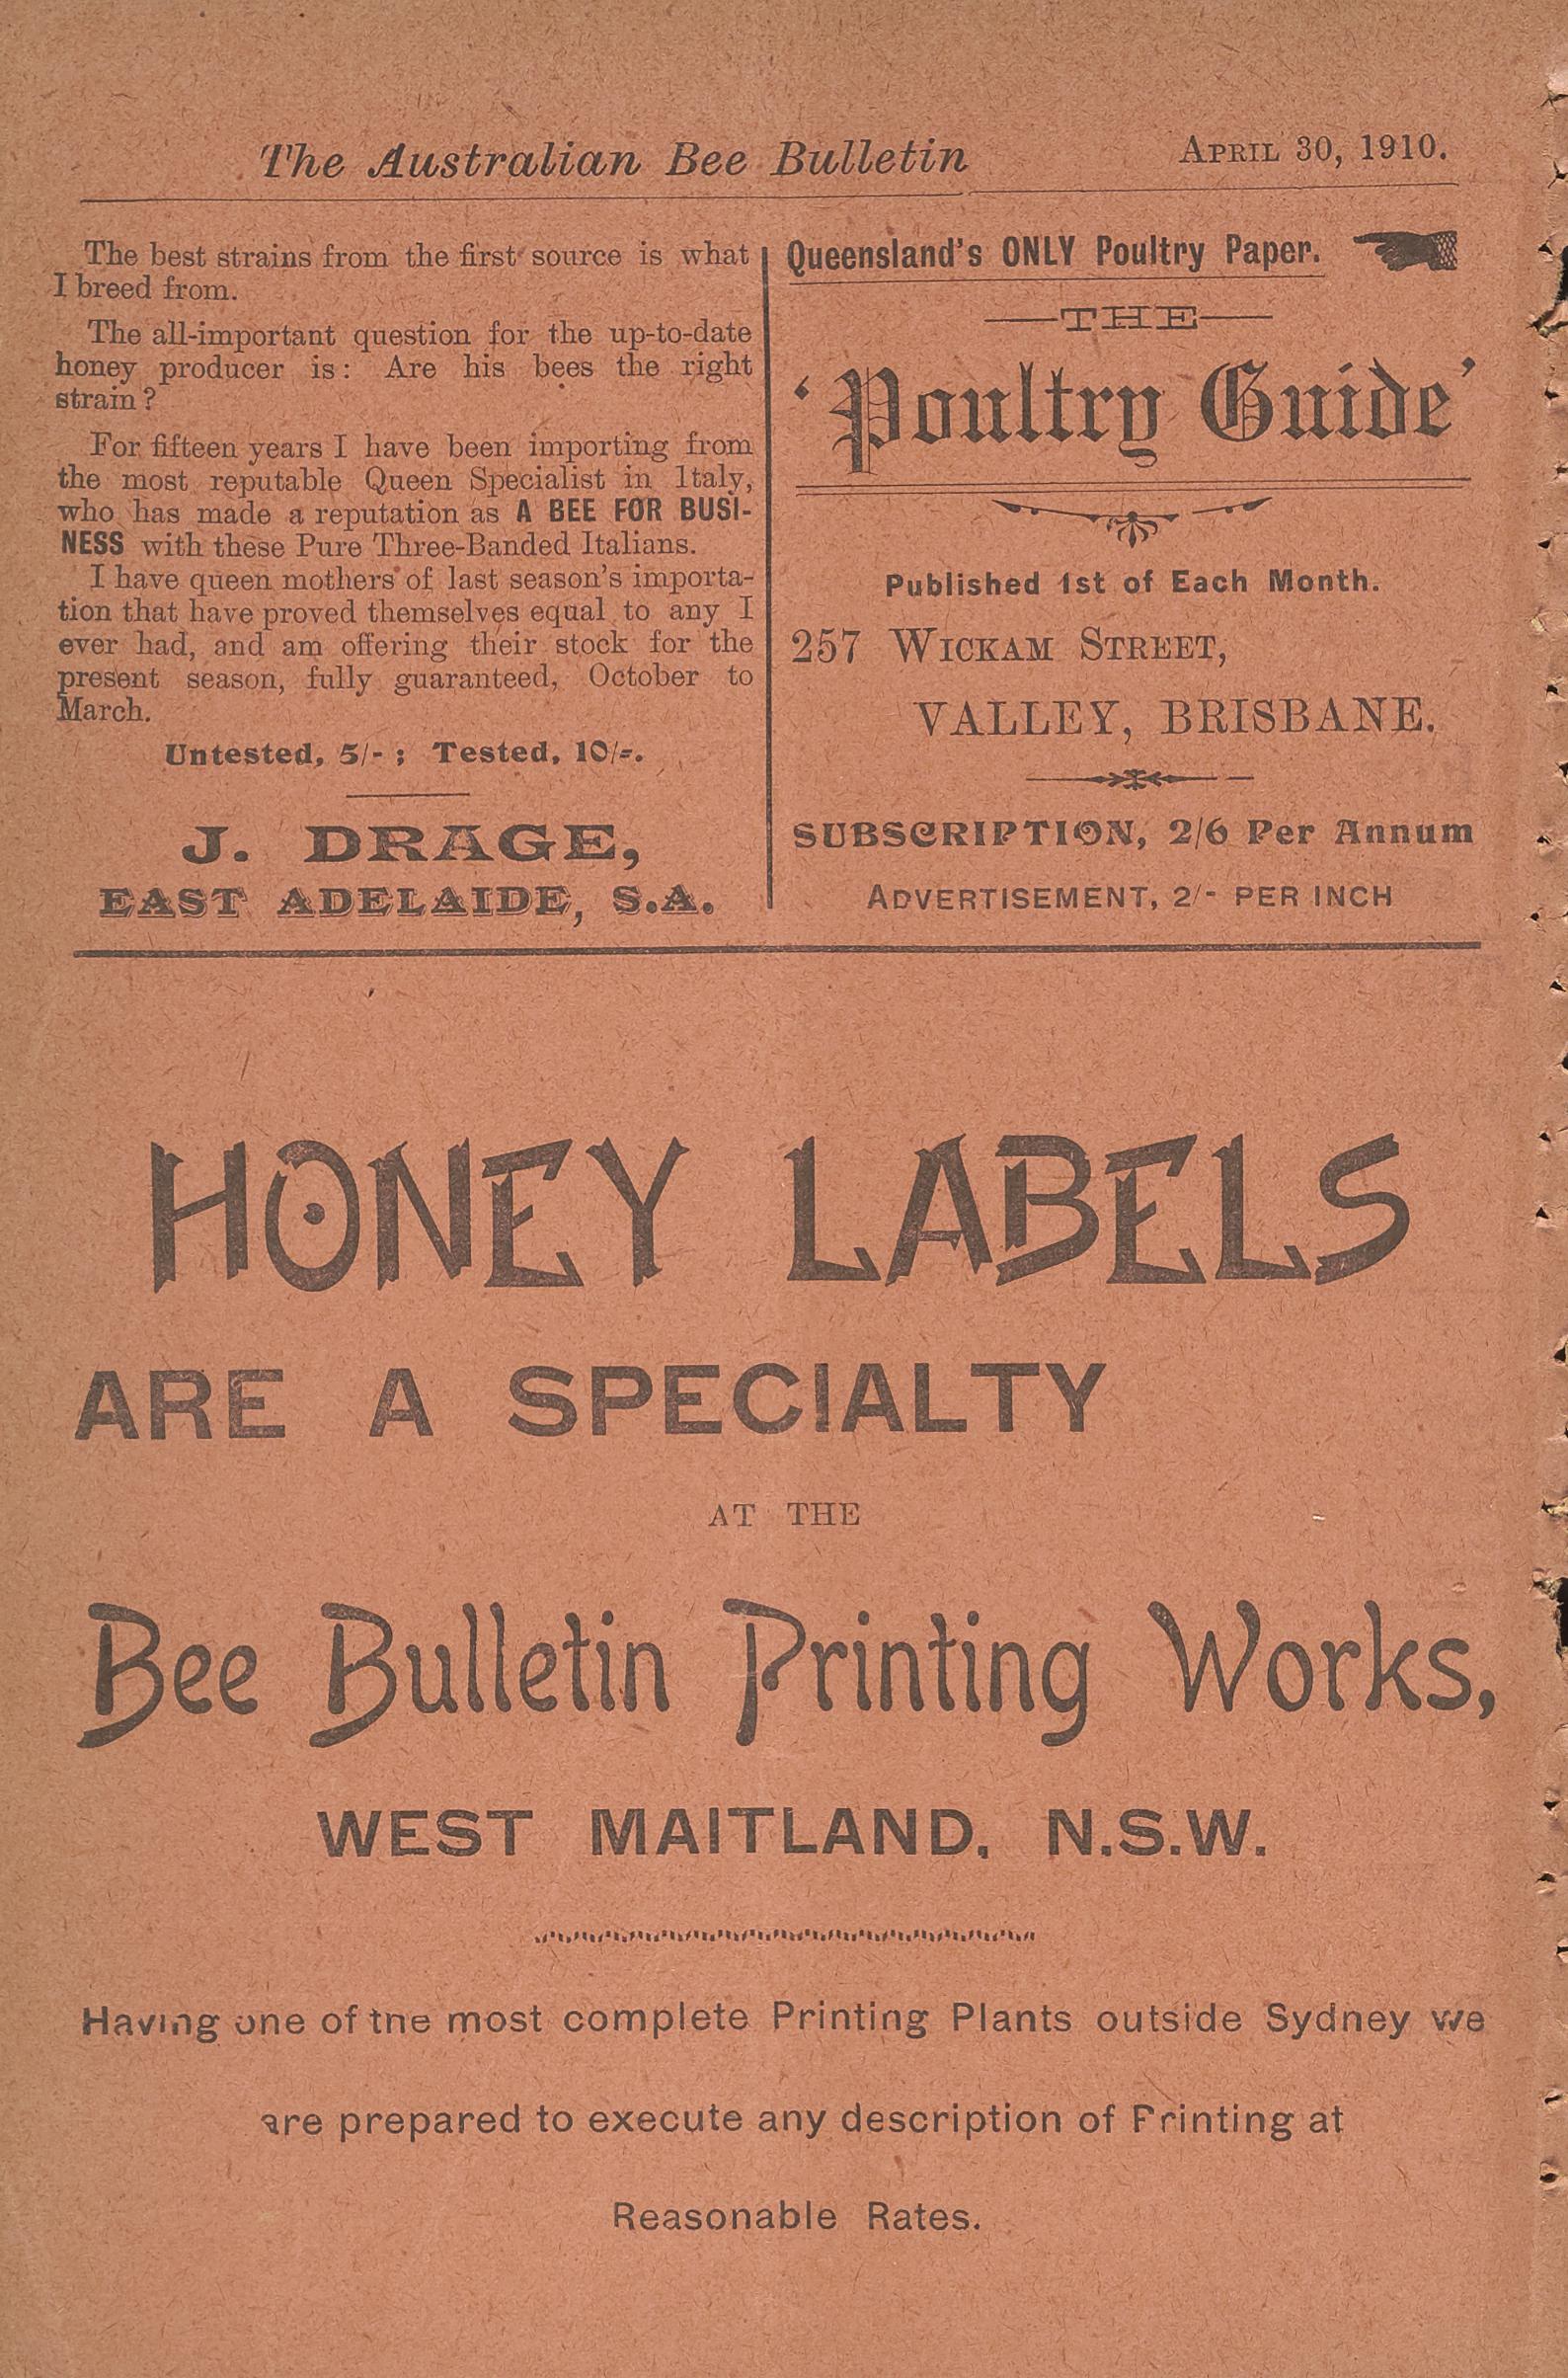 The Australian Bee Bulletin
APRIL 30, 1910.
The best strains from the first source is what
I breed from.
The all-important question for the up-to-date
honey producer is: Are his bees the right
strain?
For fifteen years I have been importing from
the most reputable Queen Specialist in Italy,
who has made a reputation as A BEE FOR BUSI-
NESS with these Pure Three-Banded Italians.
I have queen mothers of last season's importa-
tion that have proved themselves equal to any I
ever had, and am offering their stock for the
present season, fully guaranteed, October to
March.
Untested, 5/- ; Tested, 10/-.
J. DRAGE,
EAST ADELAIDE, S.A.
Queensland's ONLY Poultry Paper.
THE
'Poultry Guide'
Published 1st of Each Month.
257 WICKAM STREET,
VALLEY, BRISBANE.
SUBSCRIPTION, 2/6 Per Annum
ADVERTISEMENT, 2/- PER INCH
HONEY LABELS
ARE A SPECIALTY
AT THE
Bee Bulletin Printing Works,
WEST MAITLAND, N.S.W.
Having one of the most complete Printing Plants outside Sydney we
are prepared to execute any description of Printing at
Reasonable Rates.